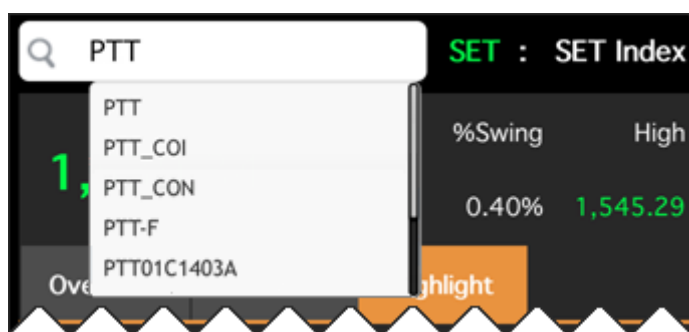 PTT
SET : SET Index
PTT
PTT_COI
PTT_CON
PTT-F
PTT01C1403A
%Swing High
1,
0.40% 1,545.29
Ove
ghlight